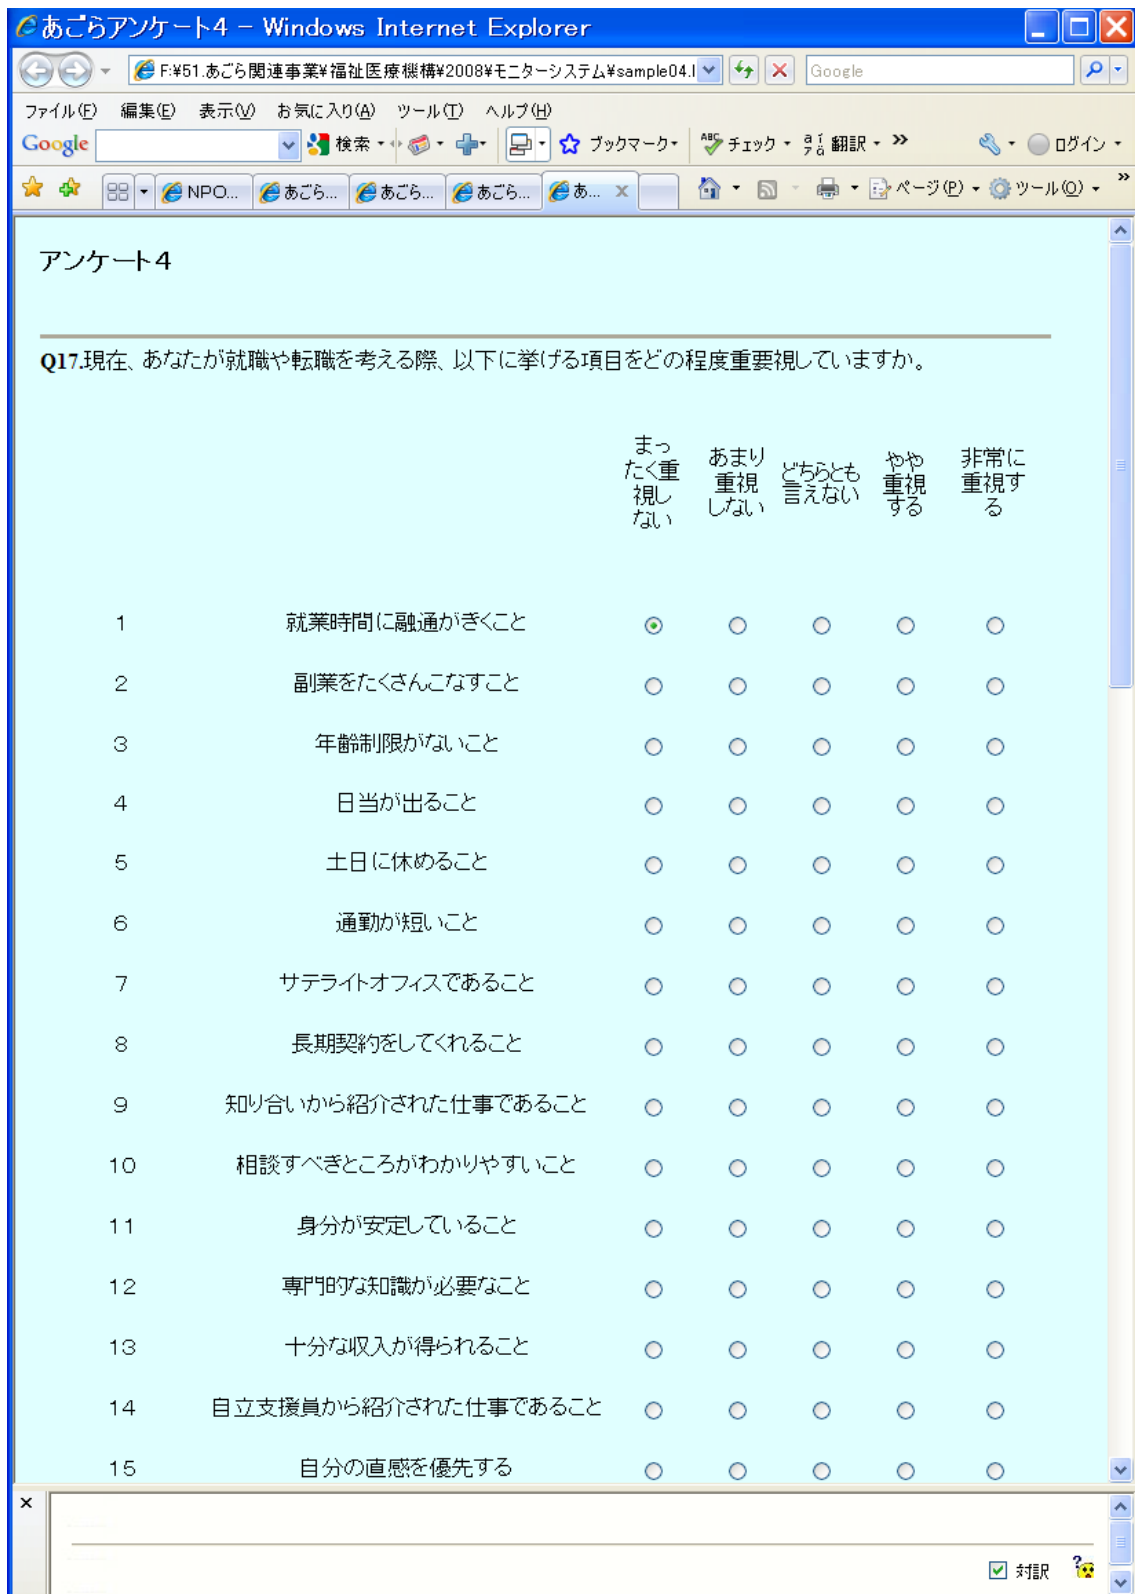 あごらアンケート4 - Windows Internet Explorer
F:¥51.あごら関連事業¥福祉医療機構¥2008¥モニターシステム¥sample04.l
Google
ファイル(F) 編集(E) 表示(V) お気に入り(A) ツール(T) ヘルプ(H)
Google 検索 ブックマーク ABC チェック 翻訳 » ログイン
NPO... あごら... あごら... あごら... あ... x ページ(P) ツール(O) »
アンケート4
Q17.現在、あなたが就職や転職を考える際、以下に挙げる項目をどの程度重要視していますか。
まったく重視しない あまり重視しない どちらとも言えない やや重視する 非常に重視する
1 就業時間に融通がきくこと
2 副業をたくさんこなすこと
3 年齢制限がないこと
4 日当が出ること
5 土日に休めること
6 通勤が短いこと
7 サテライトオフィスであること
8 長期契約をしてくれること
9 知り合いから紹介された仕事であること
10 相談すべきところがわかりやすいこと
11 身分が安定していること
12 専門的な知識が必要なこと
13 十分な収入が得られること
14 自立支援員から紹介された仕事であること
15 自分の直感を優先する
対訳